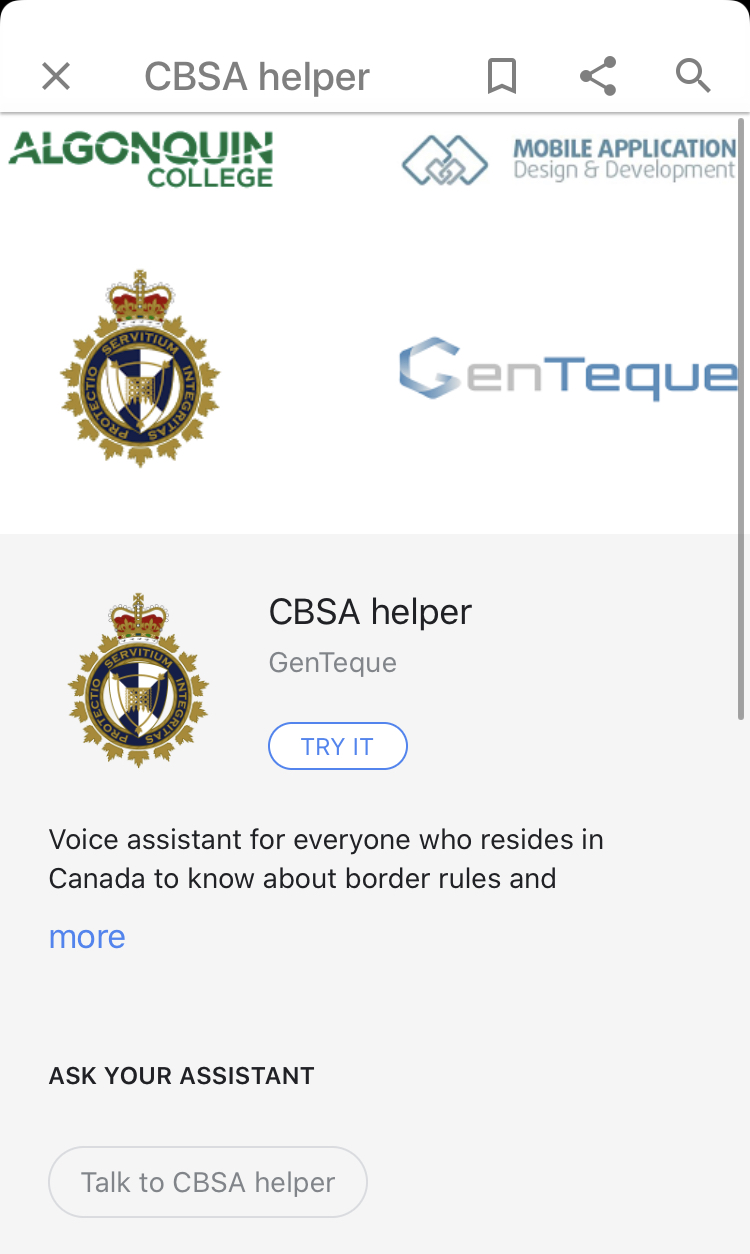 CBSA helper
ALGONQUIN
COLLEGE
MOBILE APPLICATION
Design & Development
PROTECTIO SERVITIUM INTEGRITAS
GenTeque
PROTECTIO SERVITIUM INTEGRITAS
CBSA helper
GenTeque
TRY IT
Voice assistant for everyone who resides in
Canada to know about border rules and
more
ASK YOUR ASSISTANT
Talk to CBSA helper